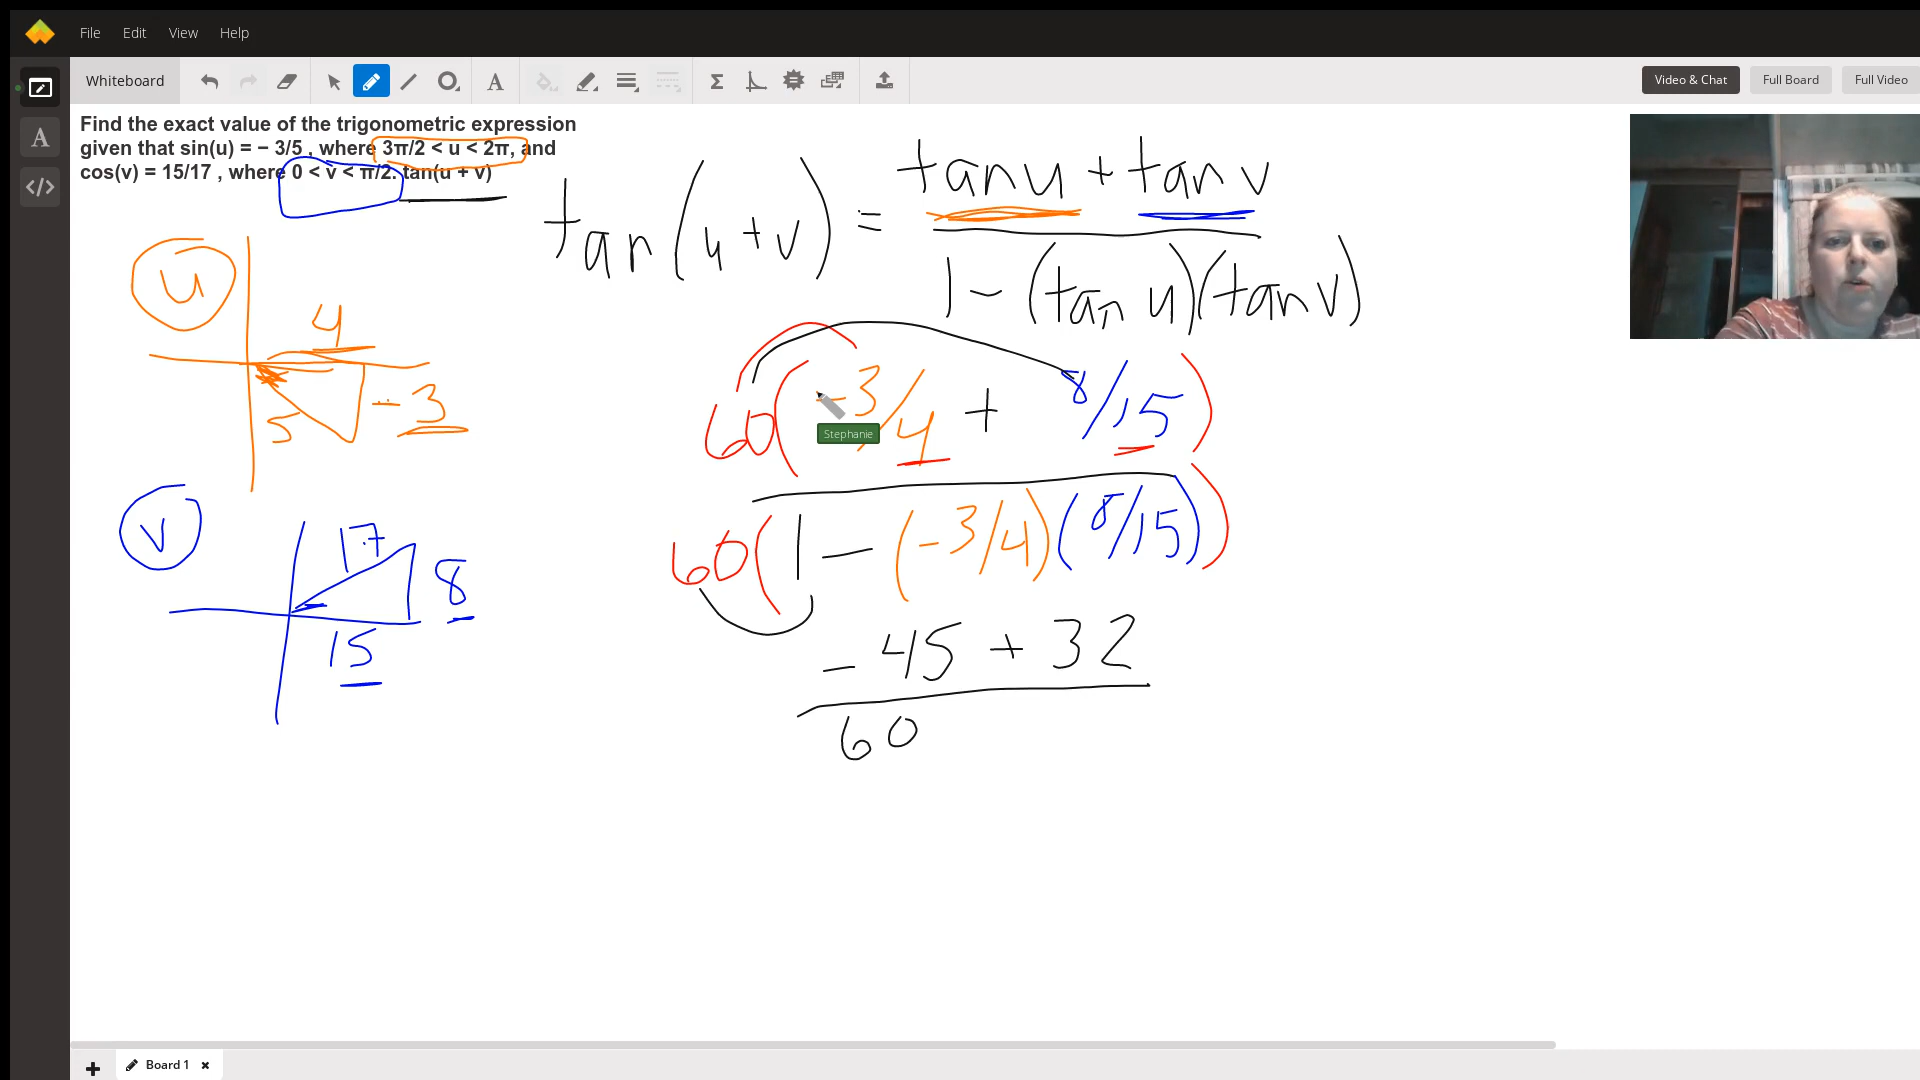 File Edit View Help
Whiteboard
A
Video & Chat Full Board Full Video
Find the exact value of the trigonometric expression
given that sin(u) = − 3/5 , where 3π/2 < u < 2π, and
cos(v) = 15/17 , where 0 < v < π/2. tan(u + v)
tan(u+v) = tan u + tan v
1 - (tan u)(tan v)
u
4
5
-3
60(-3/4 + 8/15)
Stephanie
60(1 - (-3/4)(8/15))
v
17
8
15
- 45 + 32
60
Board 1